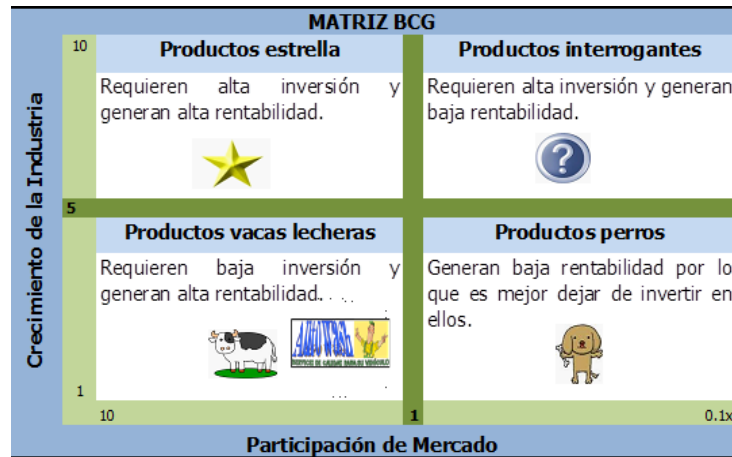 MATRIZ BCG
10
Productos estrella
Productos interrogantes
Requieren alta inversión y
generan alta rentabilidad.
Requieren alta inversión y generan
baja rentabilidad.
?
Crecimiento de la Industria
5
Productos vacas lecheras
Productos perros
Requieren baja inversión y
generan alta rentabilidad.. . . .
Generan baja rentabilidad por lo
que es mejor dejar de invertir en
ellos.
AUTOWash
1
10
1
0.1x
Participación de Mercado